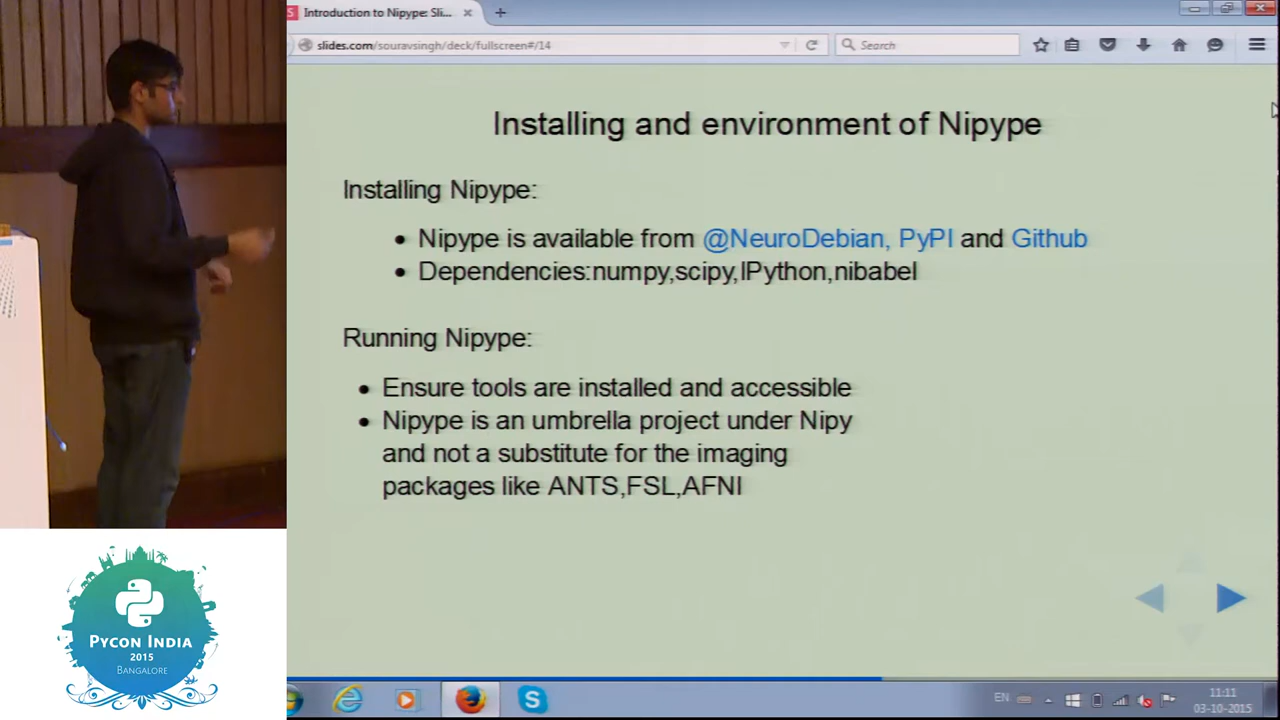 Introduction to Nipype: Sli...
slides.com/souravsingh/deck/fullscreen#/14
Search
Installing and environment of Nipype
Installing Nipype:
Nipype is available from @NeuroDebian, PyPI and Github
Dependencies:numpy,scipy,IPython,nibabel
Running Nipype:
Ensure tools are installed and accessible
Nipype is an umbrella project under Nipy
and not a substitute for the imaging
packages like ANTS,FSL,AFNI
Pycon India
2015
BANGALORE
EN
11:11
03-10-2015